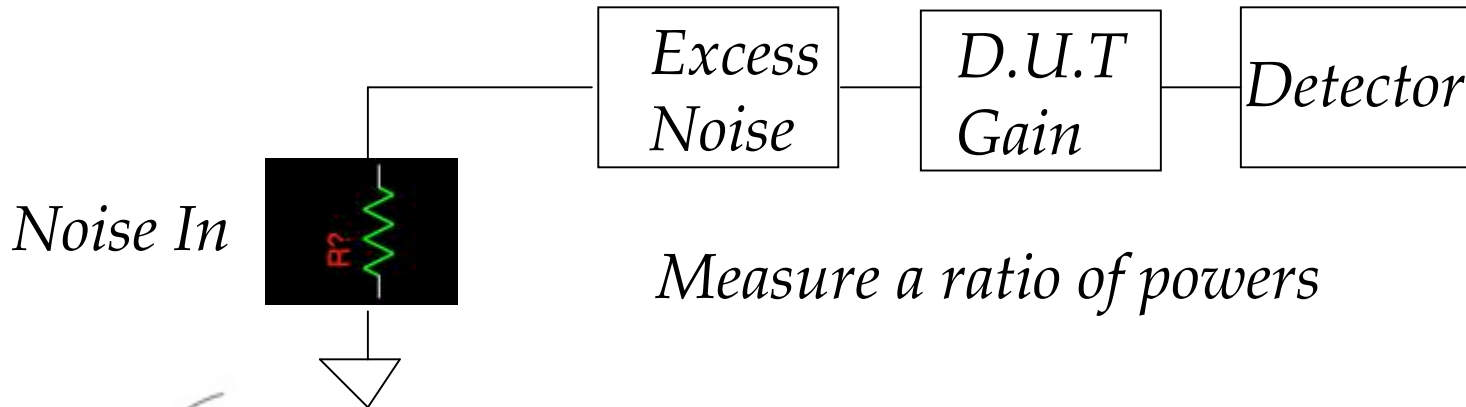 Excess
Noise
D.U.T
Gain
Detector
Noise In
R?
Measure a ratio of powers